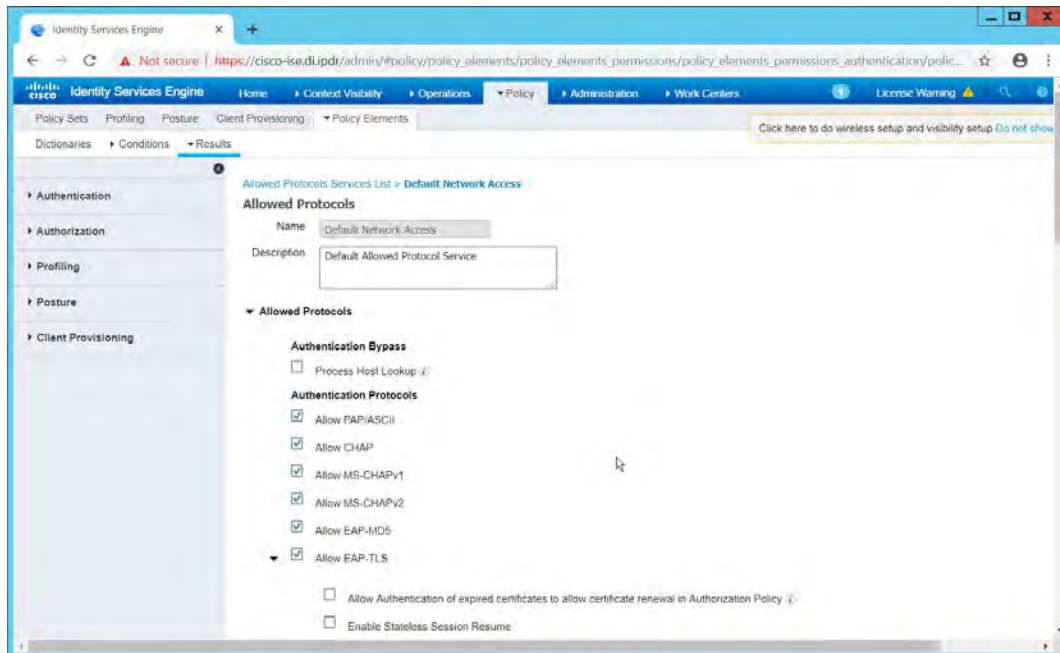 Identity Services Engine
Not secure | https://cisco-ise.di.ipdr/admin/#policy/policy_elements/policy_elements_permissions/policy_elements_permissions_authentication/polic...
cisco Identity Services Engine Home Context Visibility Operations Policy Administration Work Centers 1 License Warning
Policy Sets Profiling Posture Client Provisioning Policy Elements
Click here to do wireless setup and visibility setup Do not show
Dictionaries Conditions Results
Authentication
Authorization
Profiling
Posture
Client Provisioning
Allowed Protocols Services List > Default Network Access
Allowed Protocols
Name Default Network Access
Description Default Allowed Protocol Service
Allowed Protocols
Authentication Bypass
Process Host Lookup i
Authentication Protocols
Allow PAP/ASCII
Allow CHAP
Allow MS-CHAPv1
Allow MS-CHAPv2
Allow EAP-MD5
Allow EAP-TLS
Allow Authentication of expired certificates to allow certificate renewal in Authorization Policy i
Enable Stateless Session Resume